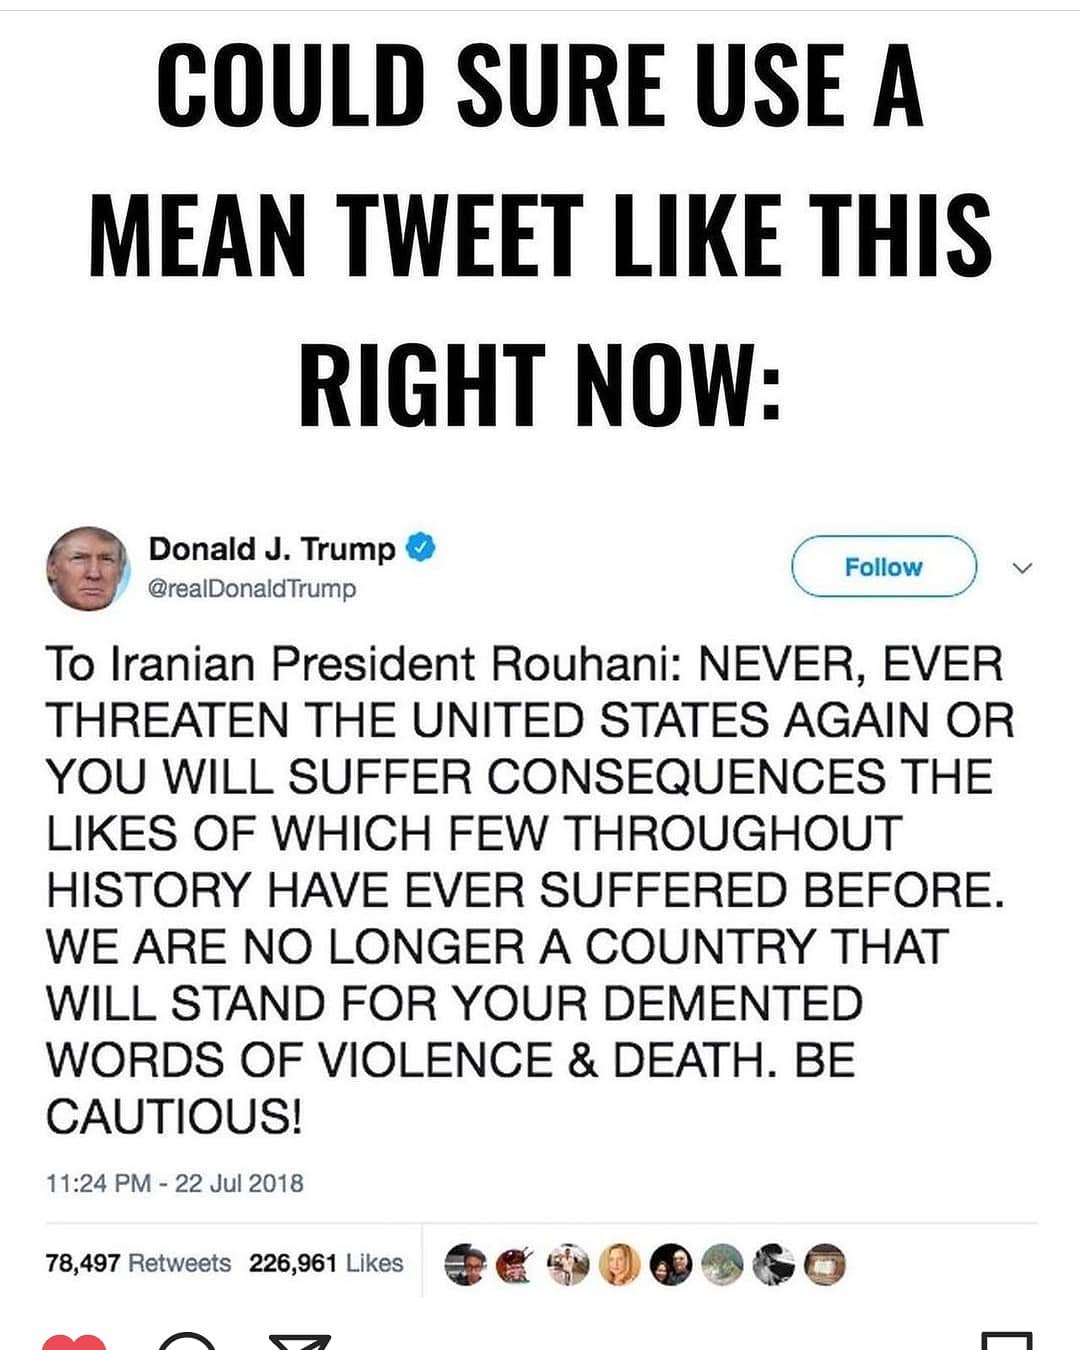 COULD SURE USE A
MEAN TWEET LIKE THIS
RIGHT NOW:
Donald J. Trump
@realDonaldTrump
Follow
To Iranian President Rouhani: NEVER, EVER
THREATEN THE UNITED STATES AGAIN OR
YOU WILL SUFFER CONSEQUENCES THE
LIKES OF WHICH FEW THROUGHOUT
HISTORY HAVE EVER SUFFERED BEFORE.
WE ARE NO LONGER A COUNTRY THAT
WILL STAND FOR YOUR DEMENTED
WORDS OF VIOLENCE & DEATH. BE
CAUTIOUS!
11:24 PM - 22 Jul 2018
78,497 Retweets 226,961 Likes